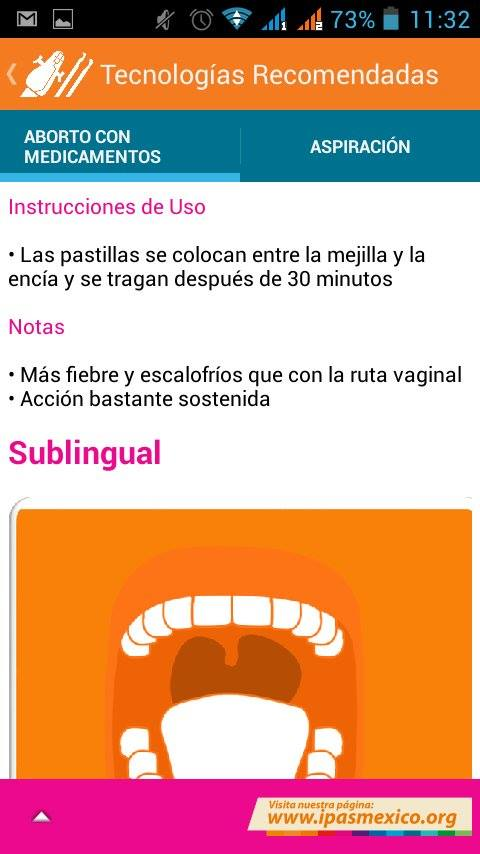 73% 11:32
Tecnologías Recomendadas
ABORTO CON
MEDICAMENTOS
ASPIRACIÓN
Instrucciones de Uso
• Las pastillas se colocan entre la mejilla y la
encía y se tragan después de 30 minutos
Notas
• Más fiebre y escalofríos que con la ruta vaginal
• Acción bastante sostenida
Sublingual
Visita nuestra página:
www.ipasmexico.org